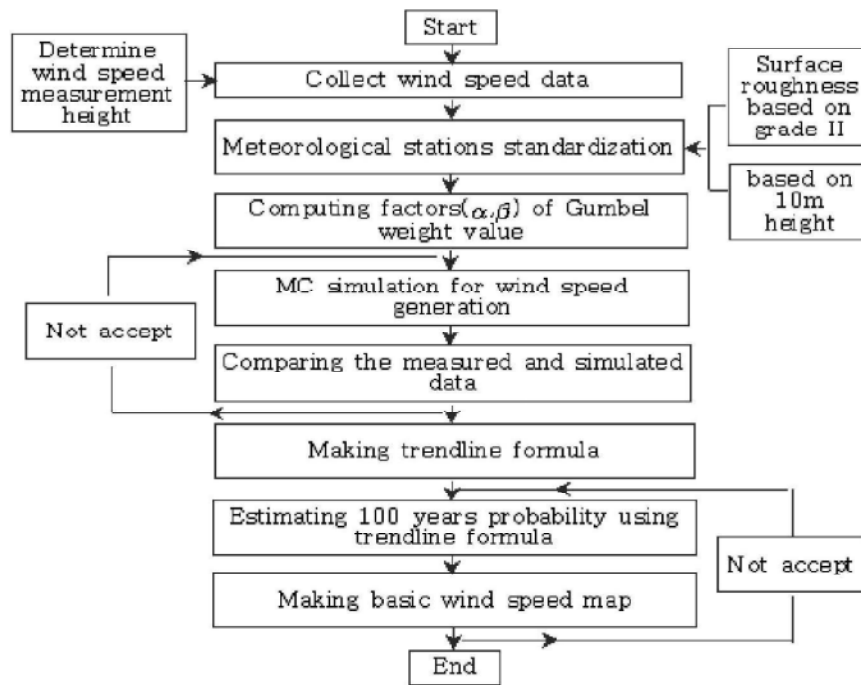 Start
Determine
wind speed
measurement
height
Collect wind speed data
Surface
roughness
based on
grade II
Meteorological stations standardization
based on
10m
height
Computing factors(α,β) of Gumbel
weight value
MC simulation for wind speed
generation
Not accept
Comparing the measured and simulated
data
Making trendline formula
Estimating 100 years probability using
trendline formula
Not accept
Making basic wind speed map
End